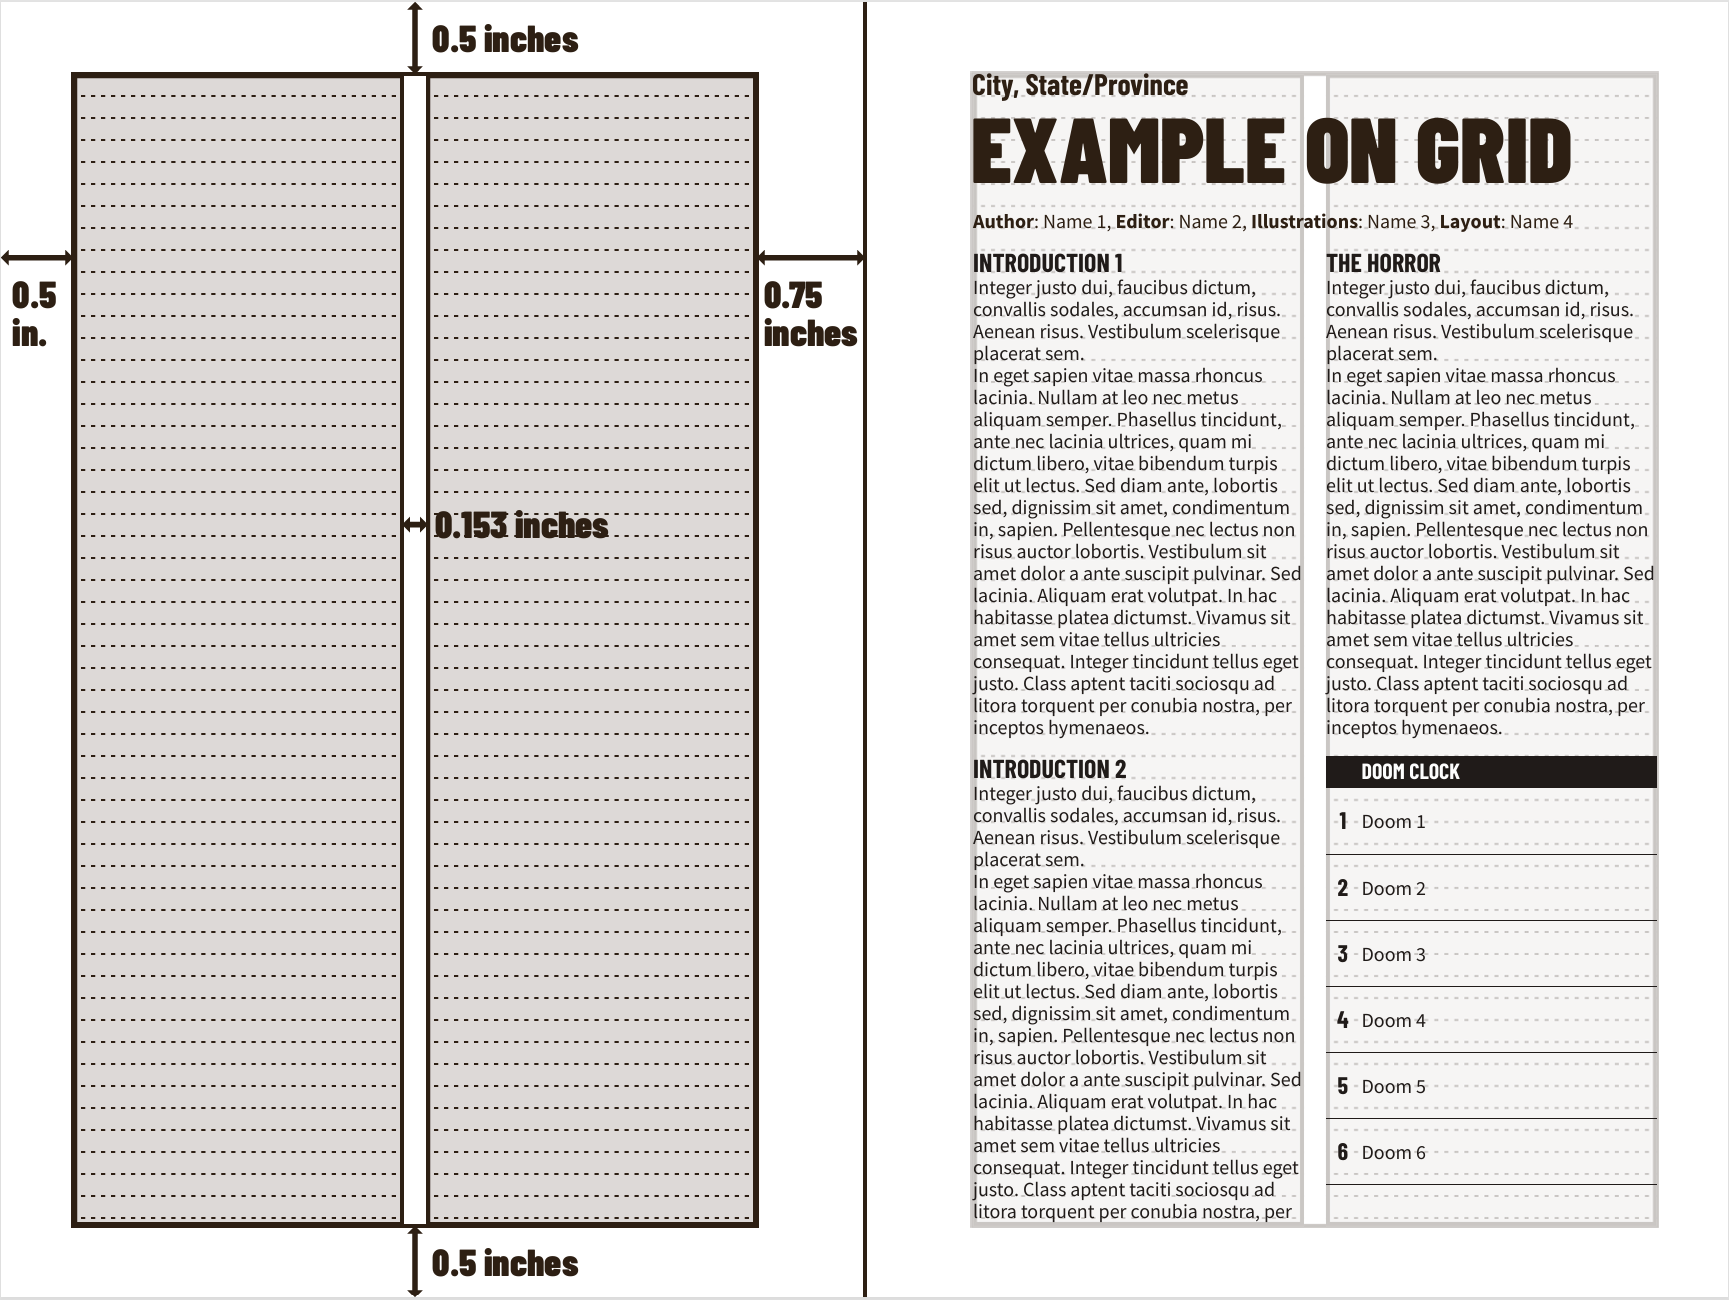 0.5 inches
0.5
in.
0.75
inches
0.153 inches
0.5 inches
City, State/Province
EXAMPLE ON GRID
Author: Name 1, Editor: Name 2, Illustrations: Name 3, Layout: Name 4
INTRODUCTION 1
Integer justo dui, faucibus dictum,
convallis sodales, accumsan id, risus.
Aenean risus. Vestibulum scelerisque
placerat sem.
In eget sapien vitae massa rhoncus
lacinia. Nullam at leo nec metus
aliquam semper. Phasellus tincidunt,
ante nec lacinia ultrices, quam mi
dictum libero, vitae bibendum turpis
elit ut lectus. Sed diam ante, lobortis
sed, dignissim sit amet, condimentum
in, sapien. Pellentesque nec lectus non
risus auctor lobortis. Vestibulum sit
amet dolor a ante suscipit pulvinar. Sed
lacinia. Aliquam erat volutpat. In hac
habitasse platea dictumst. Vivamus sit
amet sem vitae tellus ultricies
consequat. Integer tincidunt tellus eget
justo. Class aptent taciti sociosqu ad
litora torquent per conubia nostra, per
inceptos hymenaeos.
INTRODUCTION 2
Integer justo dui, faucibus dictum,
convallis sodales, accumsan id, risus.
Aenean risus. Vestibulum scelerisque
placerat sem.
In eget sapien vitae massa rhoncus
lacinia. Nullam at leo nec metus
aliquam semper. Phasellus tincidunt,
ante nec lacinia ultrices, quam mi
dictum libero, vitae bibendum turpis
elit ut lectus. Sed diam ante, lobortis
sed, dignissim sit amet, condimentum
in, sapien. Pellentesque nec lectus non
risus auctor lobortis. Vestibulum sit
amet dolor a ante suscipit pulvinar. Sed
lacinia. Aliquam erat volutpat. In hac
habitasse platea dictumst. Vivamus sit
amet sem vitae tellus ultricies
consequat. Integer tincidunt tellus eget
justo. Class aptent taciti sociosqu ad
litora torquent per conubia nostra, per
THE HORROR
Integer justo dui, faucibus dictum,
convallis sodales, accumsan id, risus.
Aenean risus. Vestibulum scelerisque
placerat sem.
In eget sapien vitae massa rhoncus
lacinia. Nullam at leo nec metus
aliquam semper. Phasellus tincidunt,
ante nec lacinia ultrices, quam mi
dictum libero, vitae bibendum turpis
elit ut lectus. Sed diam ante, lobortis
sed, dignissim sit amet, condimentum
in, sapien. Pellentesque nec lectus non
risus auctor lobortis. Vestibulum sit
amet dolor a ante suscipit pulvinar. Sed
lacinia. Aliquam erat volutpat. In hac
habitasse platea dictumst. Vivamus sit
amet sem vitae tellus ultricies
consequat. Integer tincidunt tellus eget
justo. Class aptent taciti sociosqu ad
litora torquent per conubia nostra, per
inceptos hymenaeos.
DOOM CLOCK
1 Doom 1
2 Doom 2
3 Doom 3
4 Doom 4
5 Doom 5
6 Doom 6